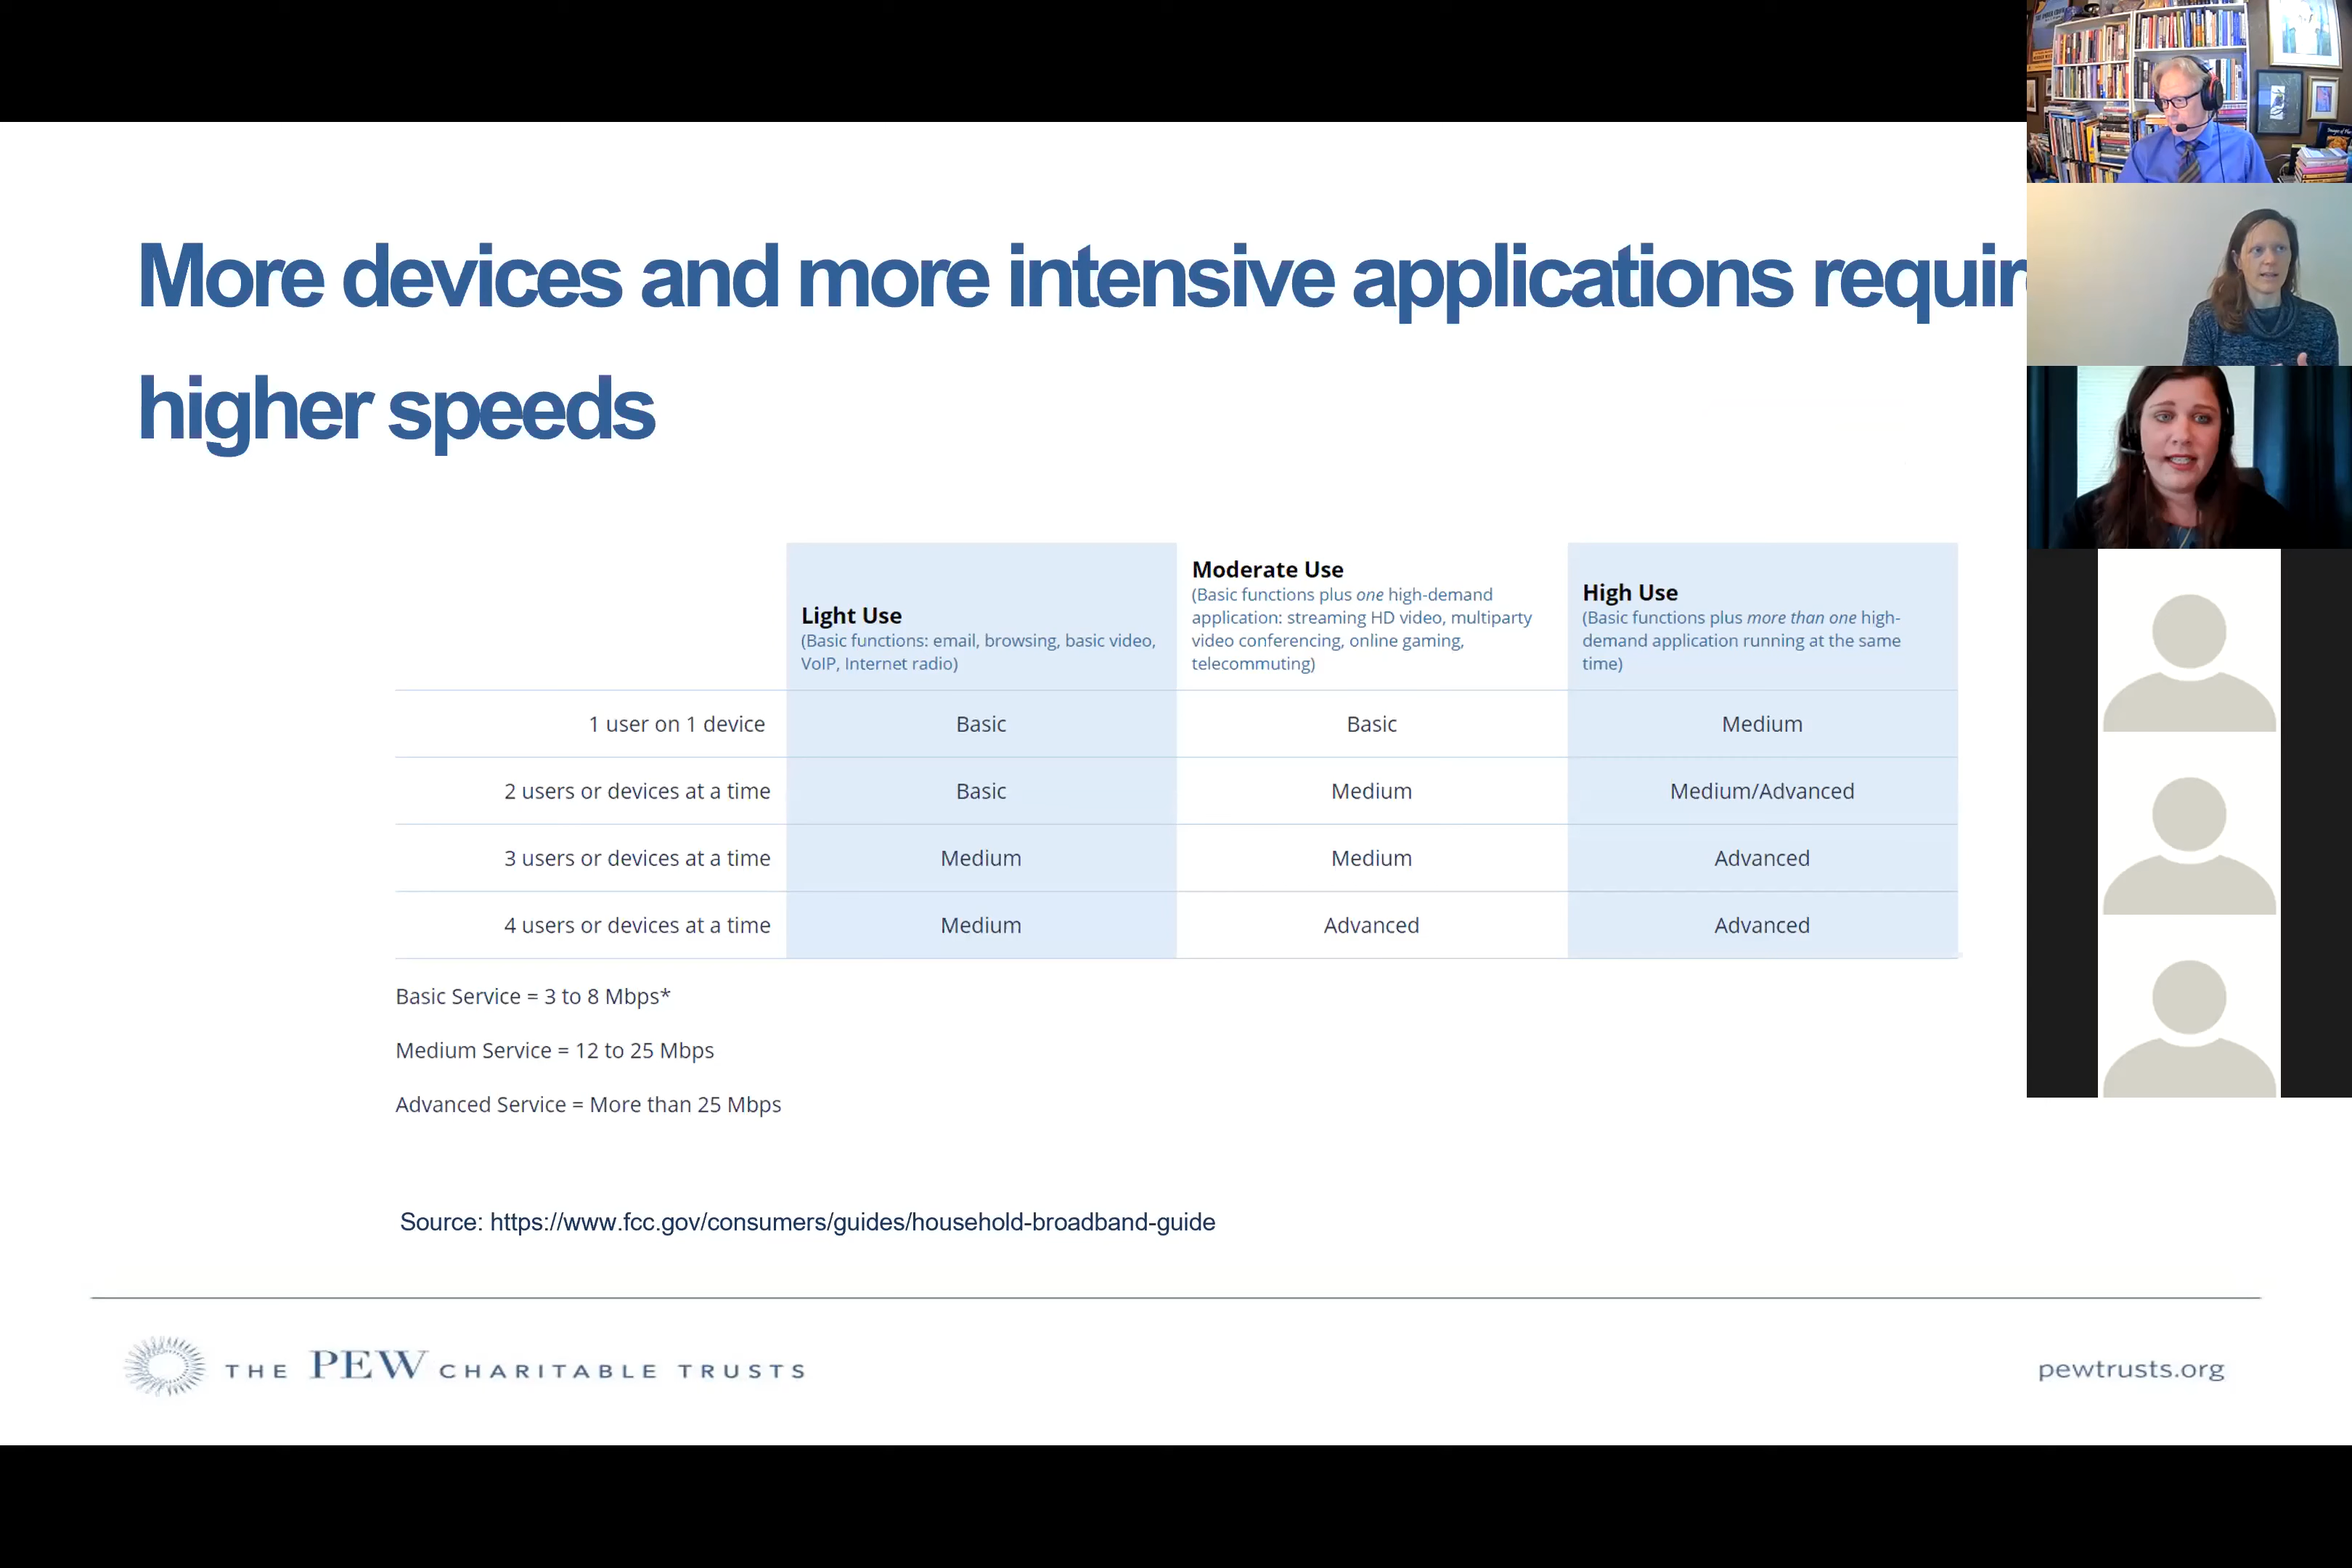 More devices and more intensive applications requir
higher speeds
Light Use
(Basic functions: email, browsing, basic video,
VoIP, Internet radio)
Moderate Use
(Basic functions plus one high-demand
application: streaming HD video, multiparty
video conferencing, online gaming,
telecommuting)
High Use
(Basic functions plus more than one high-
demand application running at the same
time)
1 user on 1 device Basic Basic Medium
2 users or devices at a time Basic Medium Medium/Advanced
3 users or devices at a time Medium Medium Advanced
4 users or devices at a time Medium Advanced Advanced
Basic Service = 3 to 8 Mbps*
Medium Service = 12 to 25 Mbps
Advanced Service = More than 25 Mbps
Source: https://www.fcc.gov/consumers/guides/household-broadband-guide
THE PEW CHARITABLE TRUSTS
pewtrusts.org